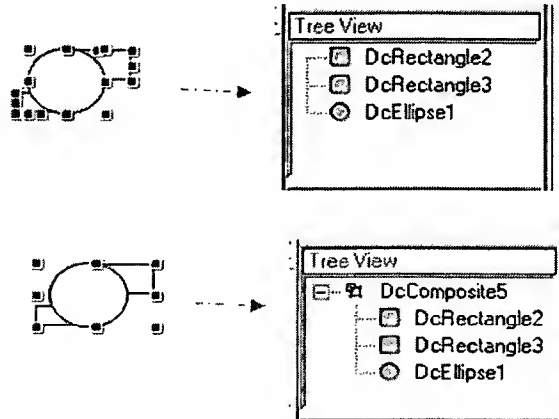 Tree View
DcRectangle2
DcRectangle3
DcEllipse1
Tree View
DcComposite5
DcRectangle2
DcRectangle3
DcEllipse1